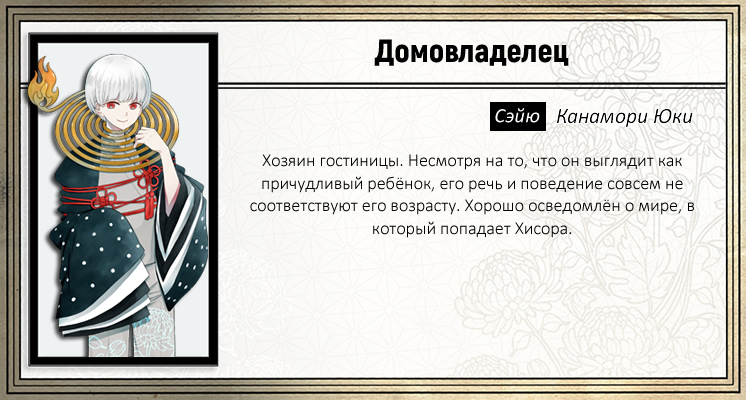 Домовладелец
Сэйю Канамори Юки
Хозяин гостиницы. Несмотря на то, что он выглядит как
причудливый ребёнок, его речь и поведение совсем не
соответствуют его возрасту. Хорошо осведомлён о мире, в
который попадает Хисора.